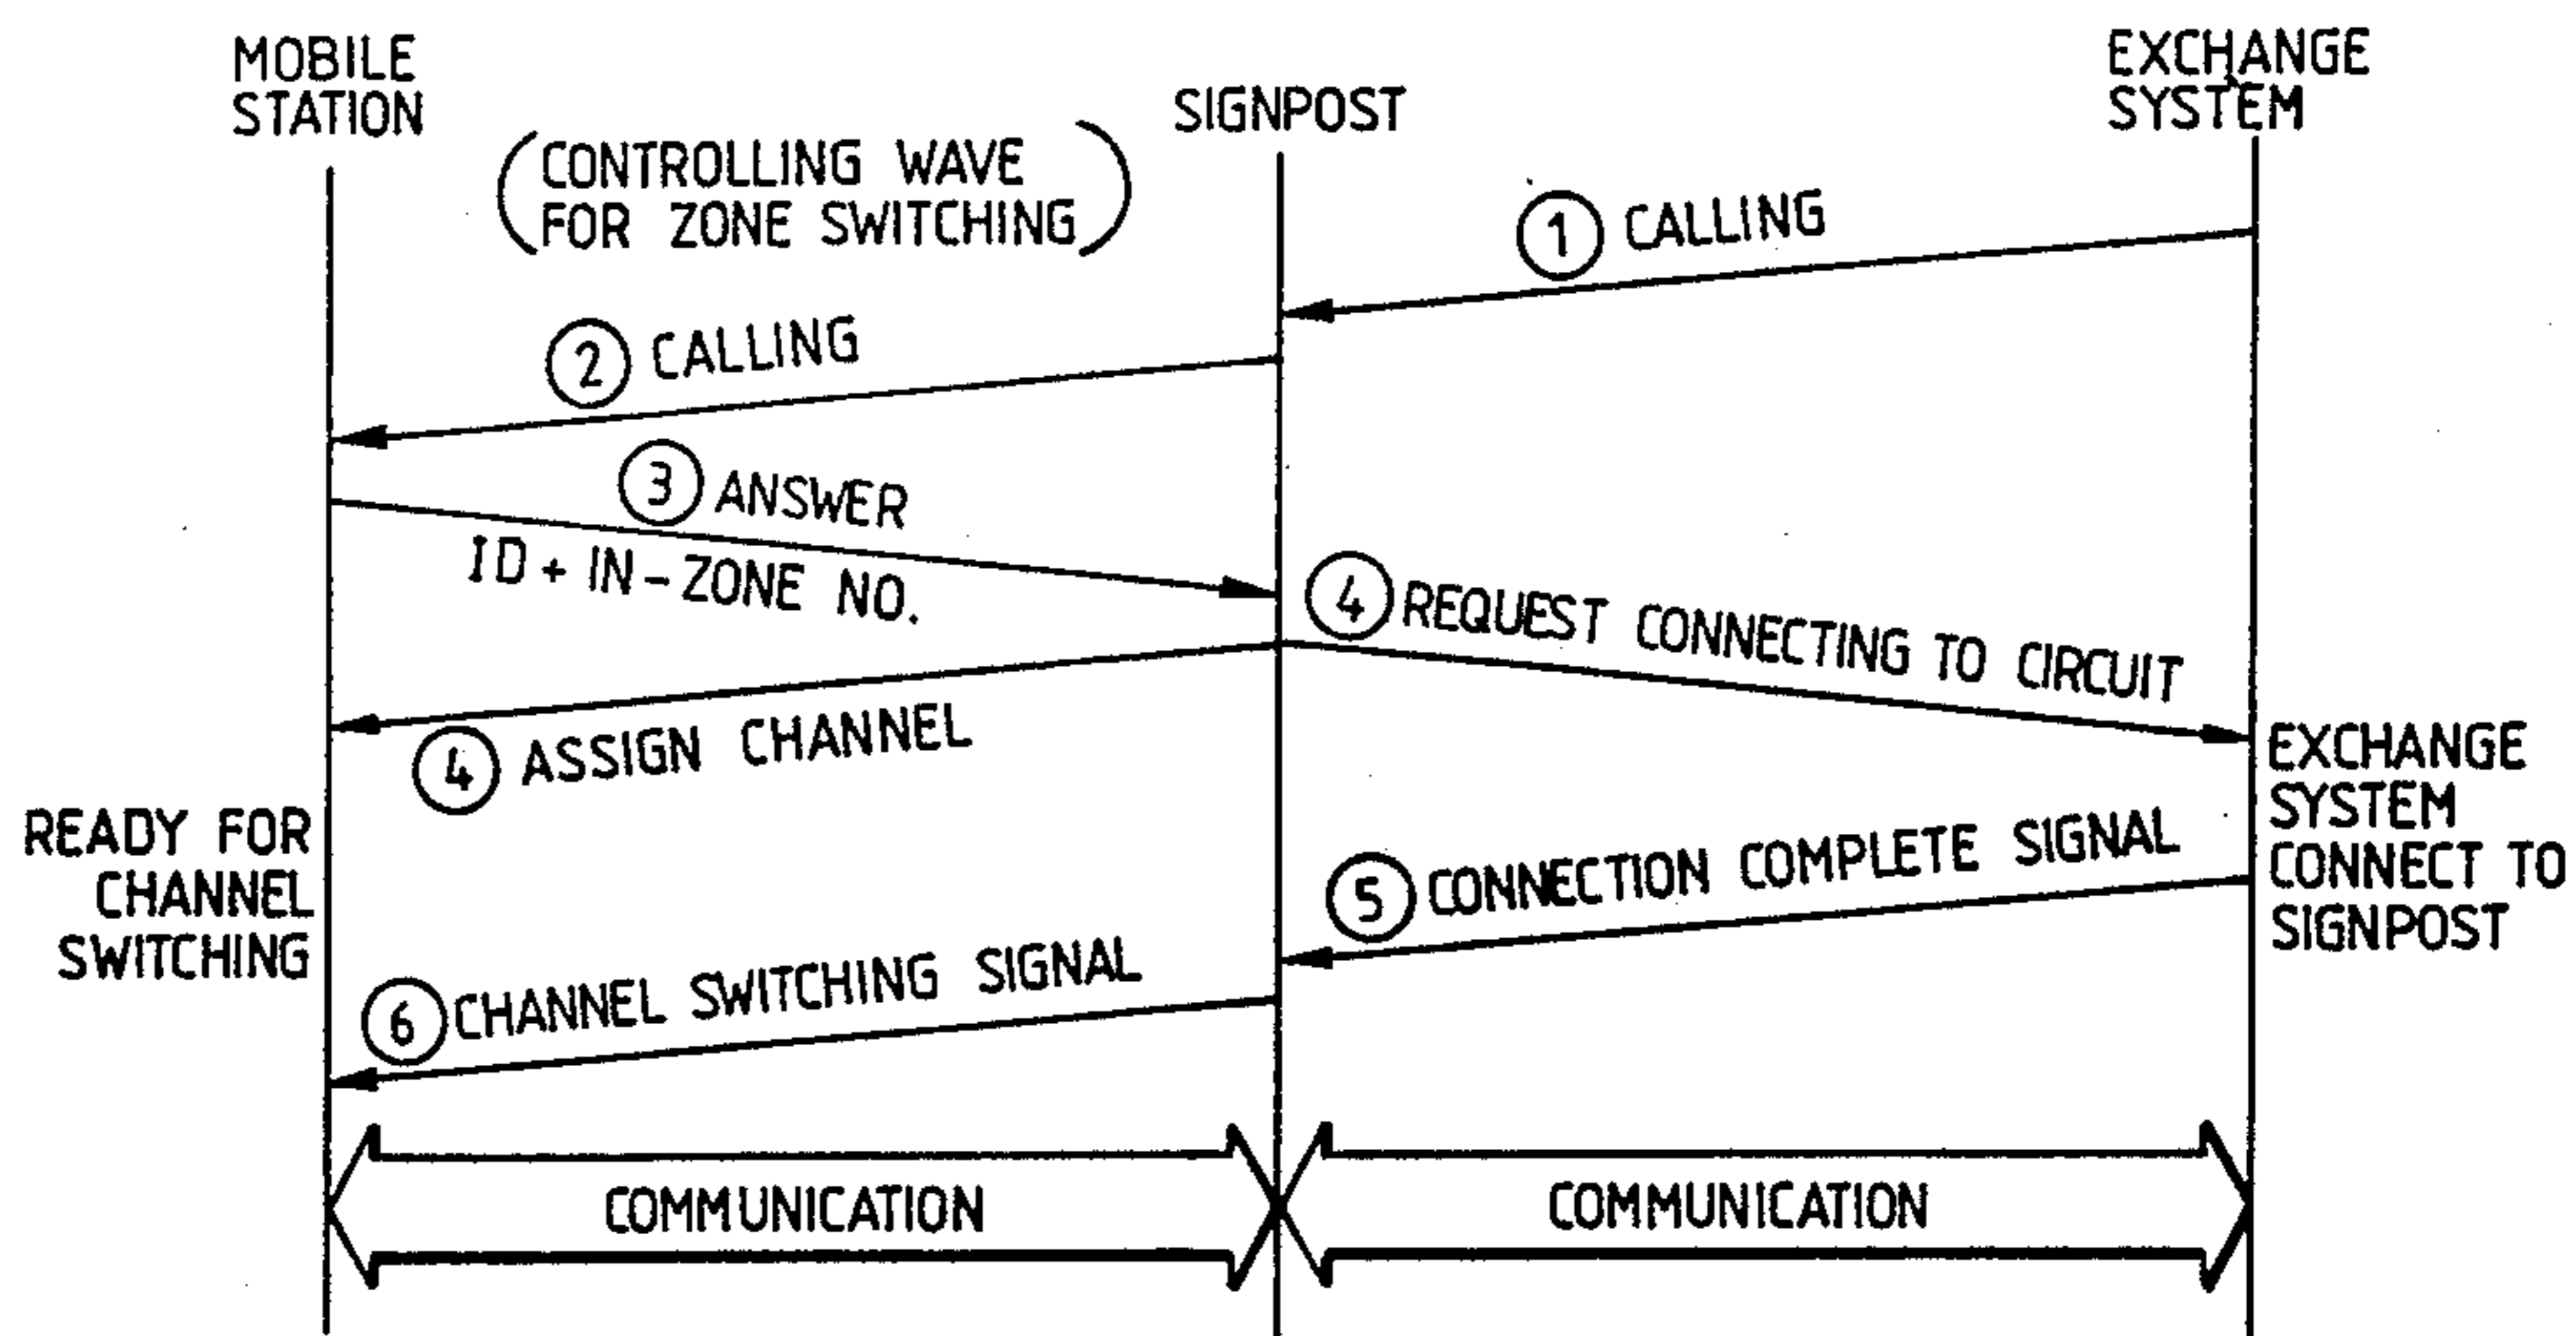 MOBILE
STATION
(CONTROLLING WAVE
FOR ZONE SWITCHING)
SIGNPOST
EXCHANGE
SYSTEM
① CALLING
② CALLING
③ ANSWER
ID + IN-ZONE NO.
④ REQUEST CONNECTING TO CIRCUIT
④ ASSIGN CHANNEL
EXCHANGE
SYSTEM
CONNECT TO
SIGNPOST
READY FOR
CHANNEL
SWITCHING
⑤ CONNECTION COMPLETE SIGNAL
⑥ CHANNEL SWITCHING SIGNAL
COMMUNICATION
COMMUNICATION